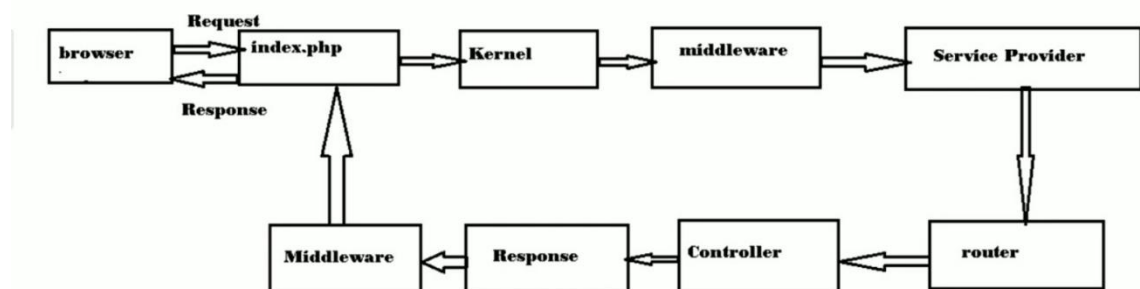 Request
browser
index.php
Kernel
middleware
Service Provider
Response
Middleware
Response
Controller
router